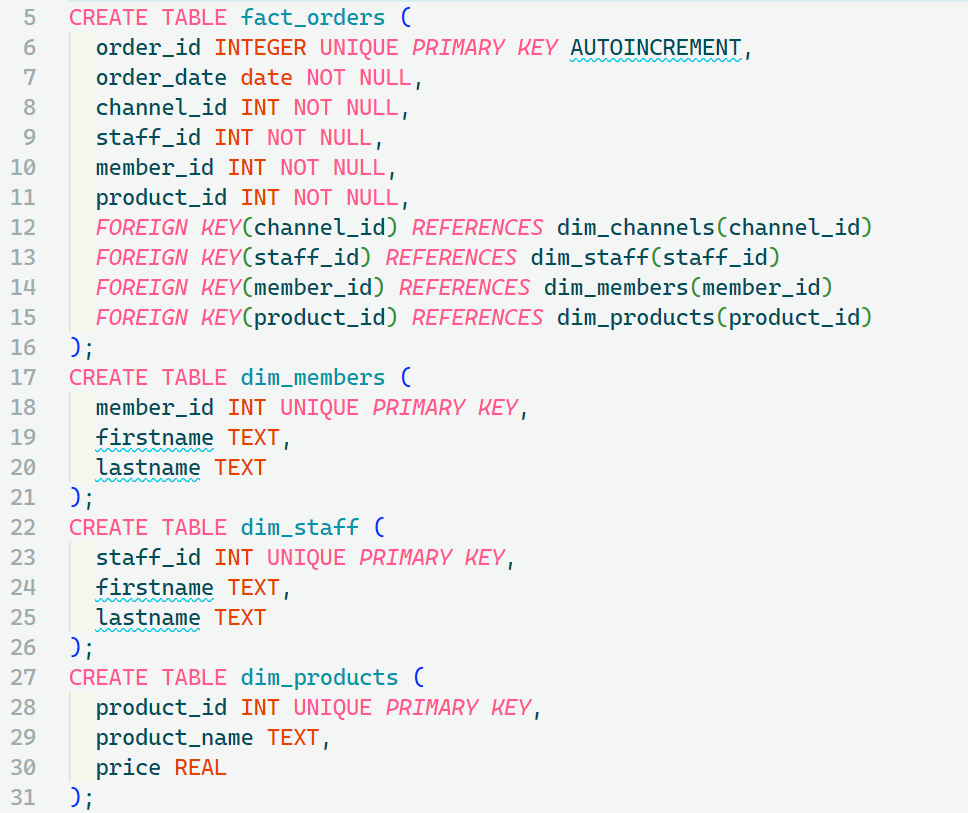 5 CREATE TABLE fact_orders (
6   order_id INTEGER UNIQUE PRIMARY KEY AUTOINCREMENT,
7   order_date date NOT NULL,
8   channel_id INT NOT NULL,
9   staff_id INT NOT NULL,
10   member_id INT NOT NULL,
11   product_id INT NOT NULL,
12   FOREIGN KEY(channel_id) REFERENCES dim_channels(channel_id)
13   FOREIGN KEY(staff_id) REFERENCES dim_staff(staff_id)
14   FOREIGN KEY(member_id) REFERENCES dim_members(member_id)
15   FOREIGN KEY(product_id) REFERENCES dim_products(product_id)
16 );
17 CREATE TABLE dim_members (
18   member_id INT UNIQUE PRIMARY KEY,
19   firstname TEXT,
20   lastname TEXT
21 );
22 CREATE TABLE dim_staff (
23   staff_id INT UNIQUE PRIMARY KEY,
24   firstname TEXT,
25   lastname TEXT
26 );
27 CREATE TABLE dim_products (
28   product_id INT UNIQUE PRIMARY KEY,
29   product_name TEXT,
30   price REAL
31 );